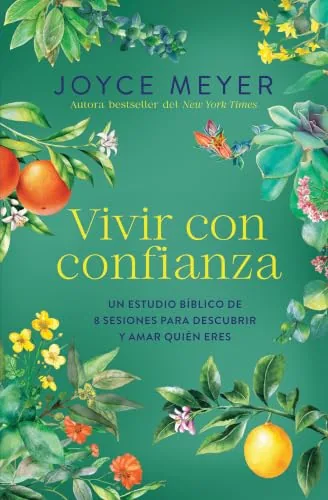 JOYCE MEYER
Autora bestseller del New York Times
Vivir con
confianza
UN ESTUDIO BÍBLICO DE
8 SESIONES PARA DESCUBRIR
Y AMAR QUIÉN ERES